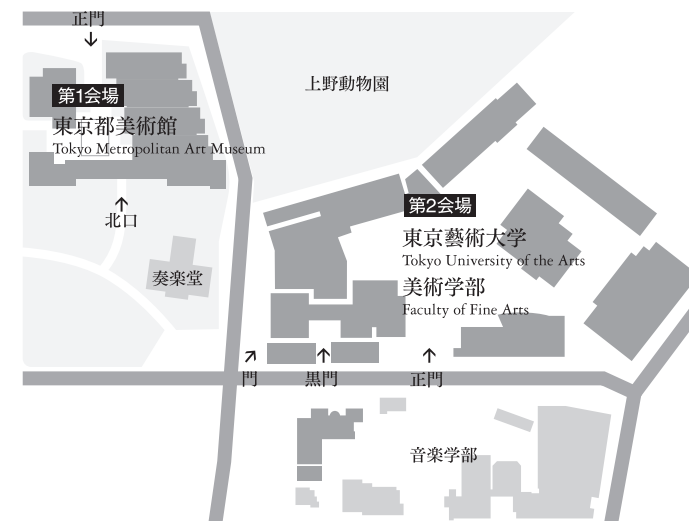 正門
上野動物園
第1会場
東京都美術館
Tokyo Metropolitan Art Museum
北口
奏楽堂
第2会場
東京藝術大学
Tokyo University of the Arts
美術学部
Faculty of Fine Arts
門
黒門
正門
音楽学部